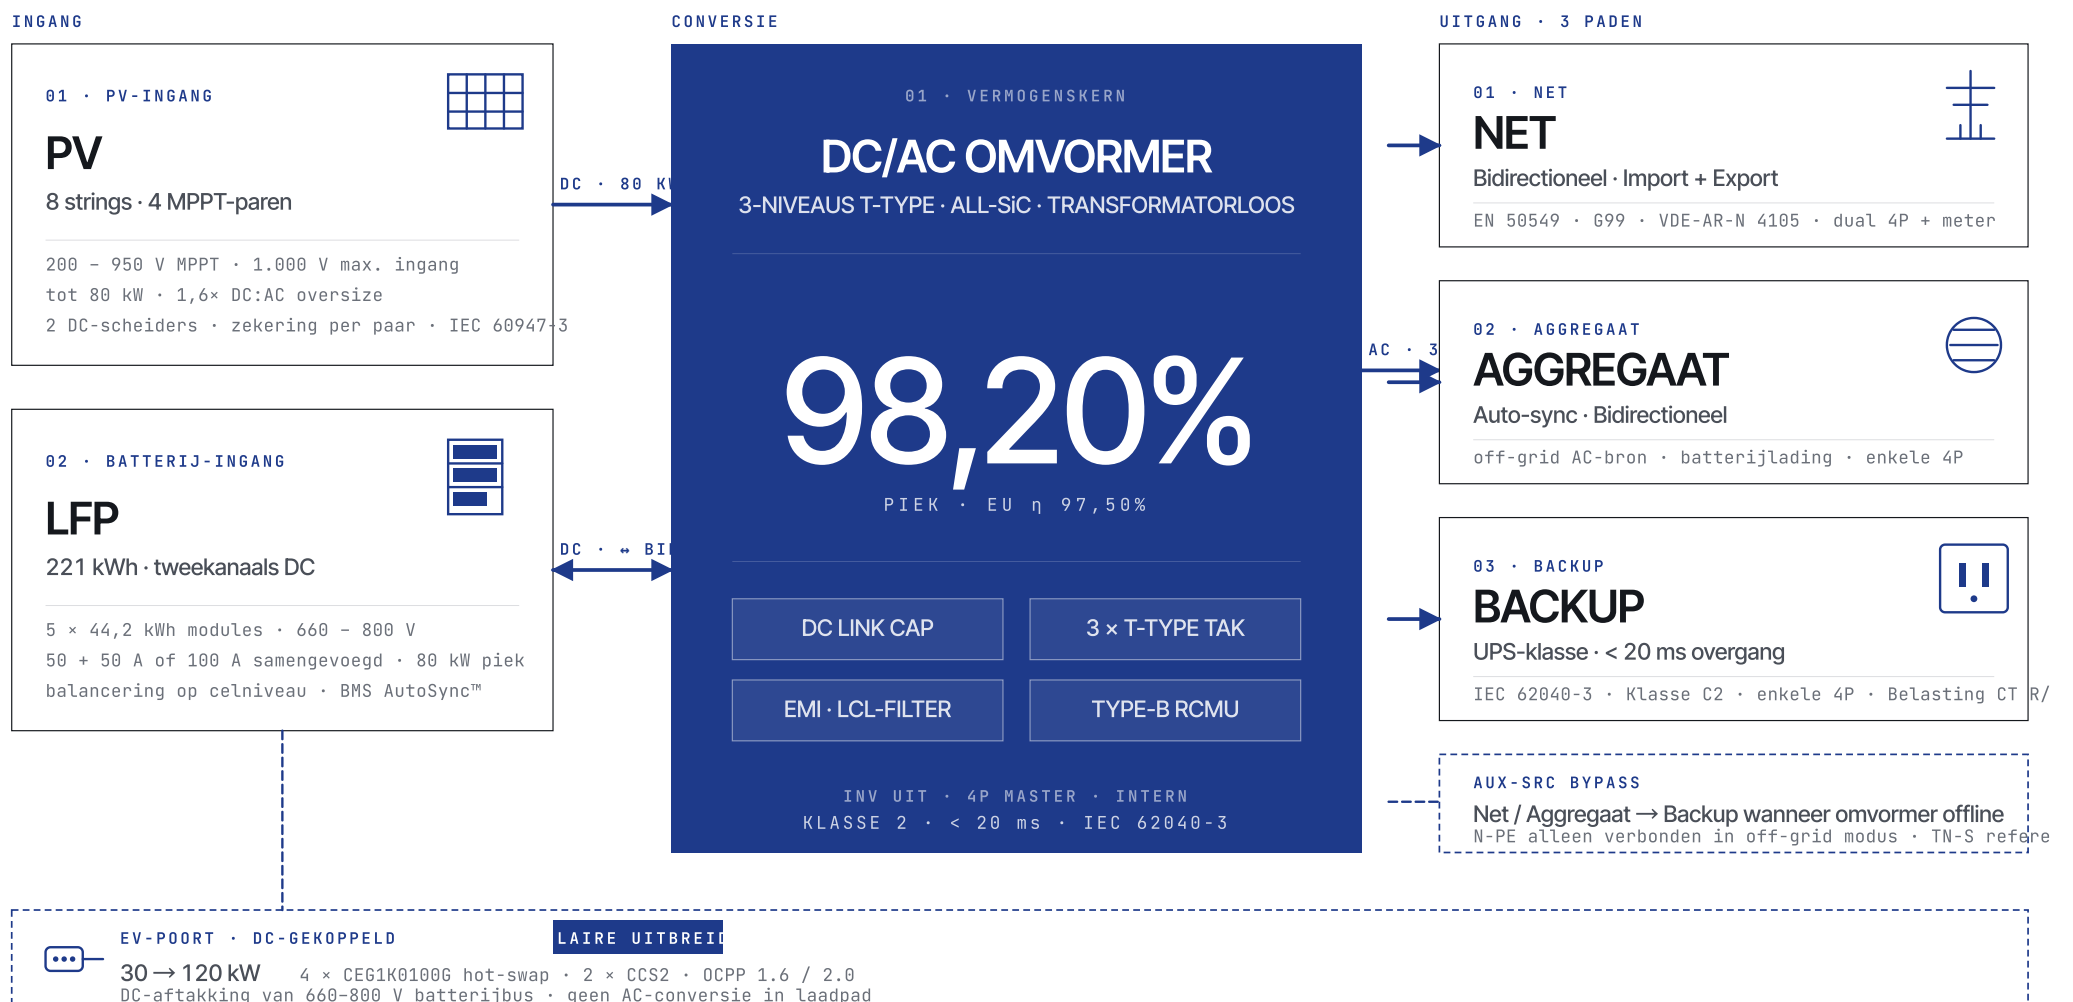 INGANG
01 · PV-INGANG
PV
8 strings · 4 MPPT-paren
200 – 950 V MPPT · 1.000 V max. ingang
tot 80 kW · 1,6× DC:AC oversize
2 DC-scheiders · zekering per paar · IEC 60947-3
02 · BATTERIJ-INGANG
LFP
221 kWh · tweekanaals DC
5 × 44,2 kWh modules · 660 – 800 V
50 + 50 A of 100 A samengevoegd · 80 kW piek
balancering op celniveau · BMS AutoSync™
DC · 80 KW
DC · ↔
CONVERSIE
01 · VERMOGENSKERN
DC/AC OMVORMER
3-NIVEAUS T-TYPE · ALL-SiC · TRANSFORMATORLOOS
98,20%
PIEK · EU η 97,50%
DC LINK CAP
3 × T-TYPE TAK
EMI · LCL-FILTER
TYPE-B RCMU
INV UIT · 4P MASTER · INTERN
KLASSE 2 · < 20 ms · IEC 62040-3
AC · 3
UITGANG · 3 PADEN
01 · NET
NET
Bidirectioneel · Import + Export
EN 50549 · G99 · VDE-AR-N 4105 · dual 4P + meter
02 · AGGREGAAT
AGGREGAAT
Auto-sync · Bidirectioneel
off-grid AC-bron · batterijlading · enkele 4P
03 · BACKUP
BACKUP
UPS-klasse · < 20 ms overgang
IEC 62040-3 · Klasse C2 · enkele 4P · Belasting CT R/
AUX-SRC BYPASS
Net / Aggregaat → Backup wanneer omvormer offline
N-PE alleen verbonden in off-grid modus · TN-S refere
EV-POORT · DC-GEKOPPELD
LAIRE UITBREID
30 → 120 kW
4 × CEG1K0100G hot-swap · 2 × CCS2 · OCPP 1.6 / 2.0
DC-aftakking van 660–800 V batterijbus · geen AC-conversie in laadpad